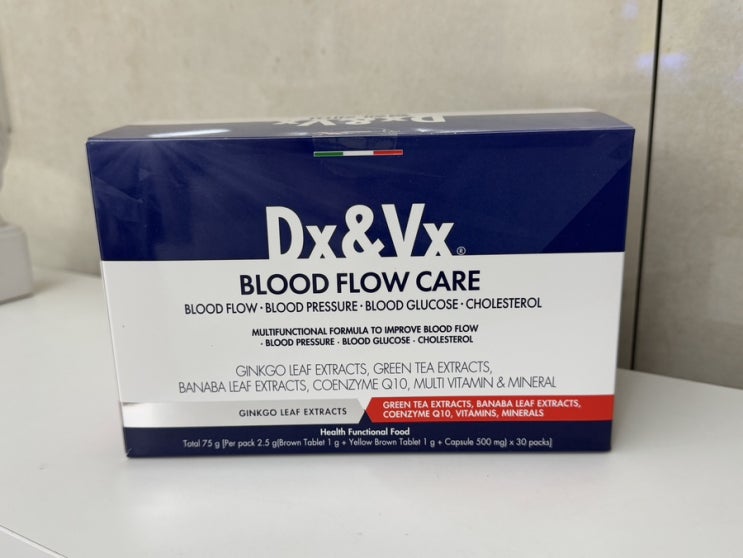 Dx&Vx
Dx&Vx®
BLOOD FLOW CARE
BLOOD FLOW · BLOOD PRESSURE · BLOOD GLUCOSE · CHOLESTEROL
MULTIFUNCTIONAL FORMULA TO IMPROVE BLOOD FLOW
· BLOOD PRESSURE · BLOOD GLUCOSE · CHOLESTEROL
GINKGO LEAF EXTRACTS, GREEN TEA EXTRACTS,
BANABA LEAF EXTRACTS, COENZYME Q10, MULTI VITAMIN & MINERAL
GINKGO LEAF EXTRACTS
GREEN TEA EXTRACTS, BANABA LEAF EXTRACTS,
COENZYME Q10, VITAMINS, MINERALS
Health Functional Food
Total 75 g [Per pack 2.5 g(Brown Tablet 1 g + Yellow Brown Tablet 1 g + Capsule 500 mg) x 30 packs]